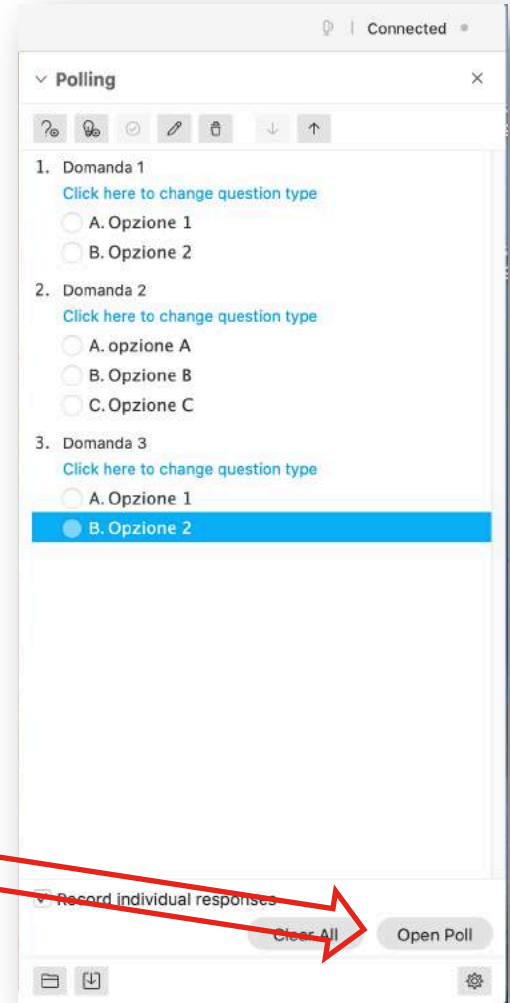 Connected
Polling
1. Domanda 1
Click here to change question type
A. Opzione 1
B. Opzione 2
2. Domanda 2
Click here to change question type
A. opzione A
B. Opzione B
C. Opzione C
3. Domanda 3
Click here to change question type
A. Opzione 1
B. Opzione 2
Record individual responses
Clear All Open Poll